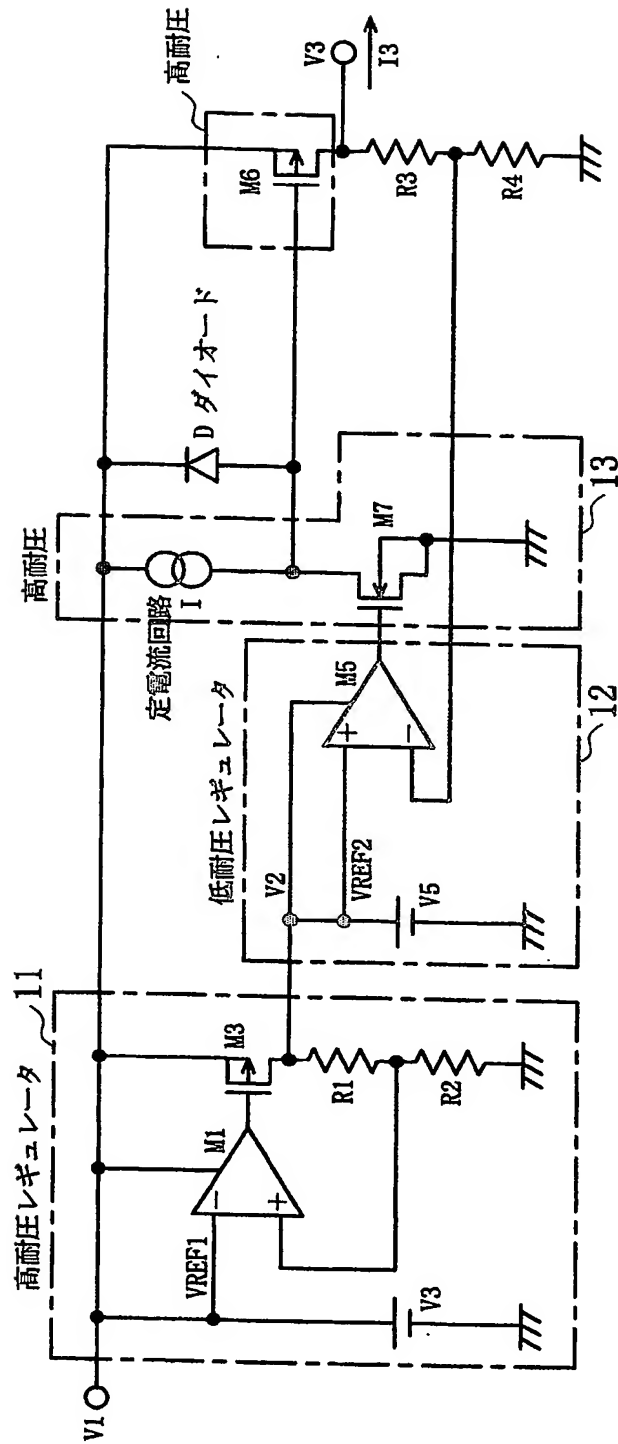 高耐圧レギュレータ
11
V1
VREF1
M1
-
+
M3
R1
R2
V3
低耐圧レギュレータ
V2
VREF2
V5
M5
+
-
12
高耐圧
定電流回路
I
M7
13
D ダイオード
高耐圧
M6
V3
I3
R3
R4